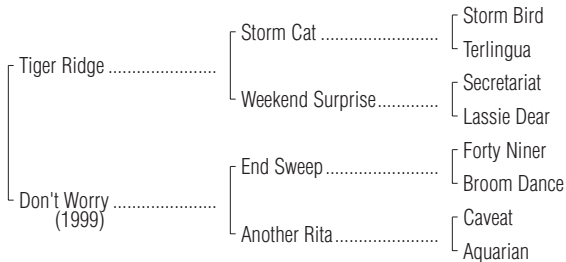 Storm Bird
Storm Cat ......................
Tiger Ridge ......................
Terlingua
Secretariat
Weekend Surprise.............
Lassie Dear
Forty Niner
End Sweep .....................
Don't Worry ....................
(1999)
Broom Dance
Caveat
Another Rita....................
Aquarian